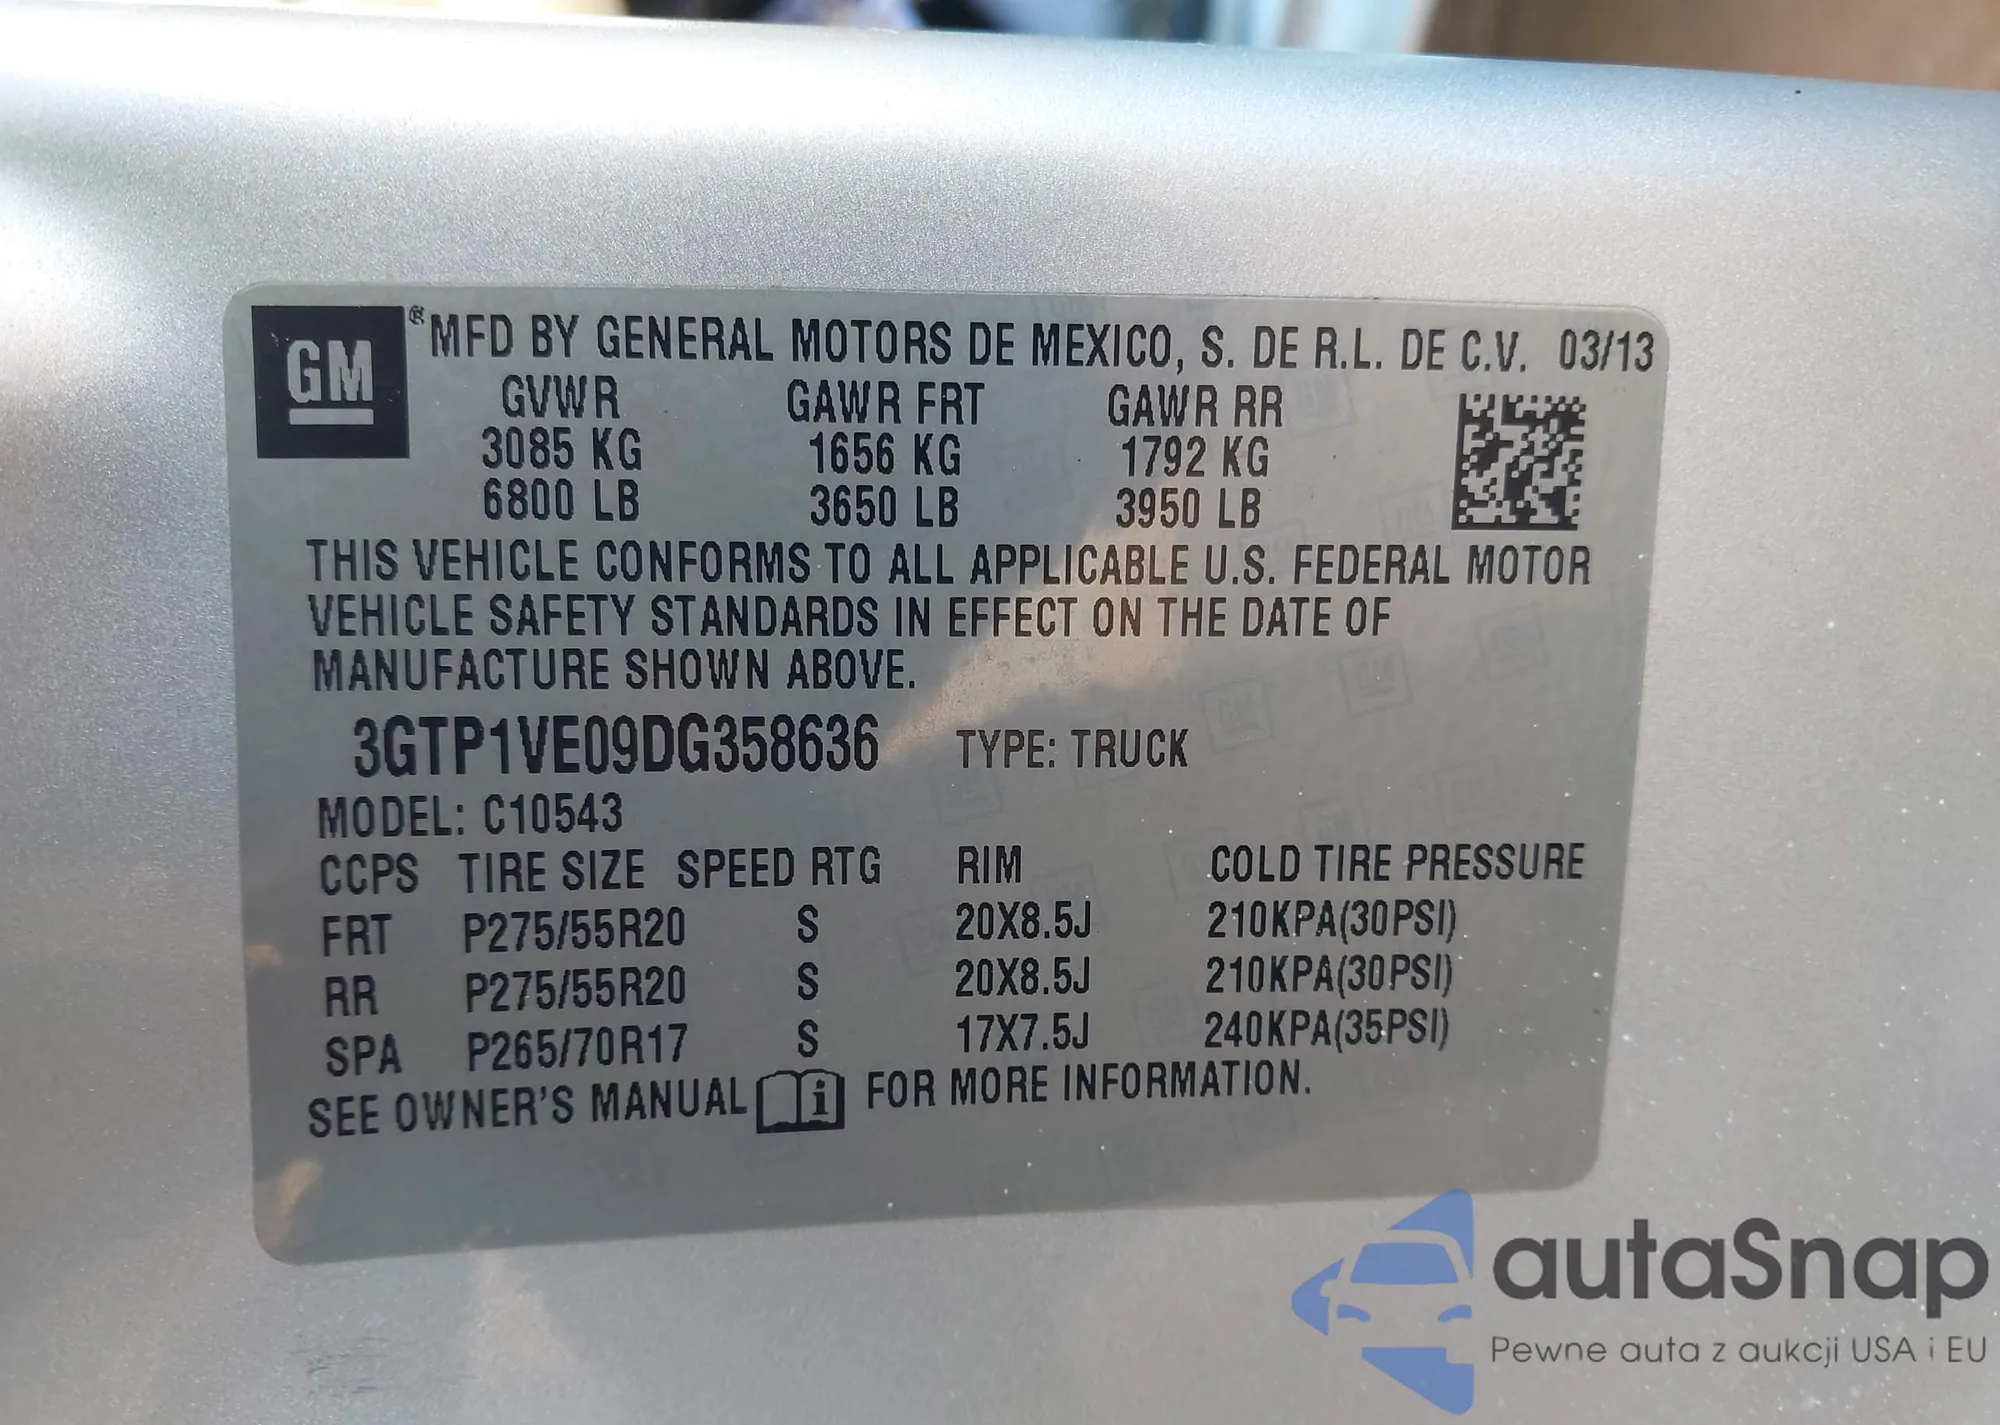 GM ® MFD BY GENERAL MOTORS DE MEXICO, S. DE R.L. DE C.V. 03/13
GVWR GAWR FRT GAWR RR
3085 KG 1656 KG 1792 KG
6800 LB 3650 LB 3950 LB
THIS VEHICLE CONFORMS TO ALL APPLICABLE U.S. FEDERAL MOTOR
VEHICLE SAFETY STANDARDS IN EFFECT ON THE DATE OF
MANUFACTURE SHOWN ABOVE.
3GTP1VE09DG358636 TYPE: TRUCK
MODEL: C10543
CCPS TIRE SIZE SPEED RTG RIM COLD TIRE PRESSURE
FRT P275/55R20 S 20X8.5J 210KPA(30PSI)
RR P275/55R20 S 20X8.5J 210KPA(30PSI)
SPA P265/70R17 S 17X7.5J 240KPA(35PSI)
SEE OWNER'S MANUAL i FOR MORE INFORMATION.
autaSnap
Pewne auta z aukcji USA i EU